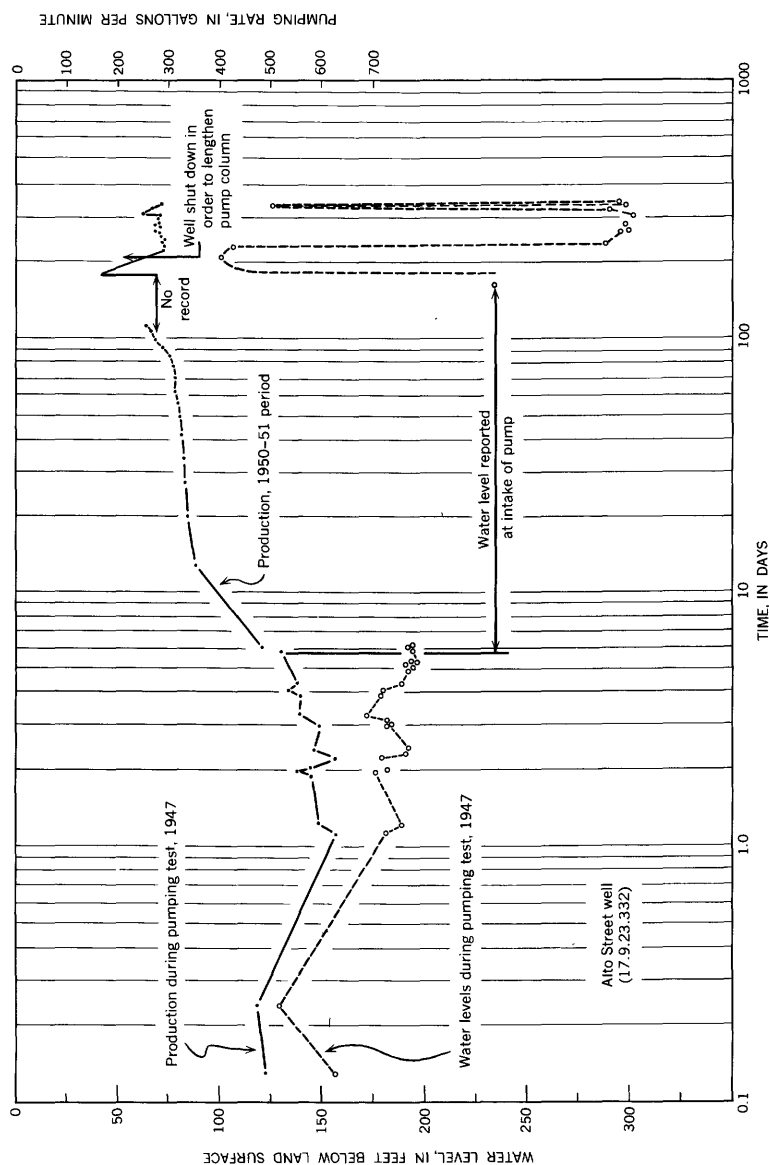 PUMPING RATE, IN GALLONS PER MINUTE
0
100
200
300
400
500
600
700
WATER LEVEL, IN FEET BELOW LAND SURFACE
0
50
100
150
200
250
300
0.1
1.0
10
100
1000
TIME, IN DAYS
Production during pumping test, 1947
Water levels during pumping test, 1947
Alto Street well
(17.9.23.332)
Production, 1950-51 period
Water level reported
at intake of pump
No
record
Well shut down in
order to lengthen
pump column